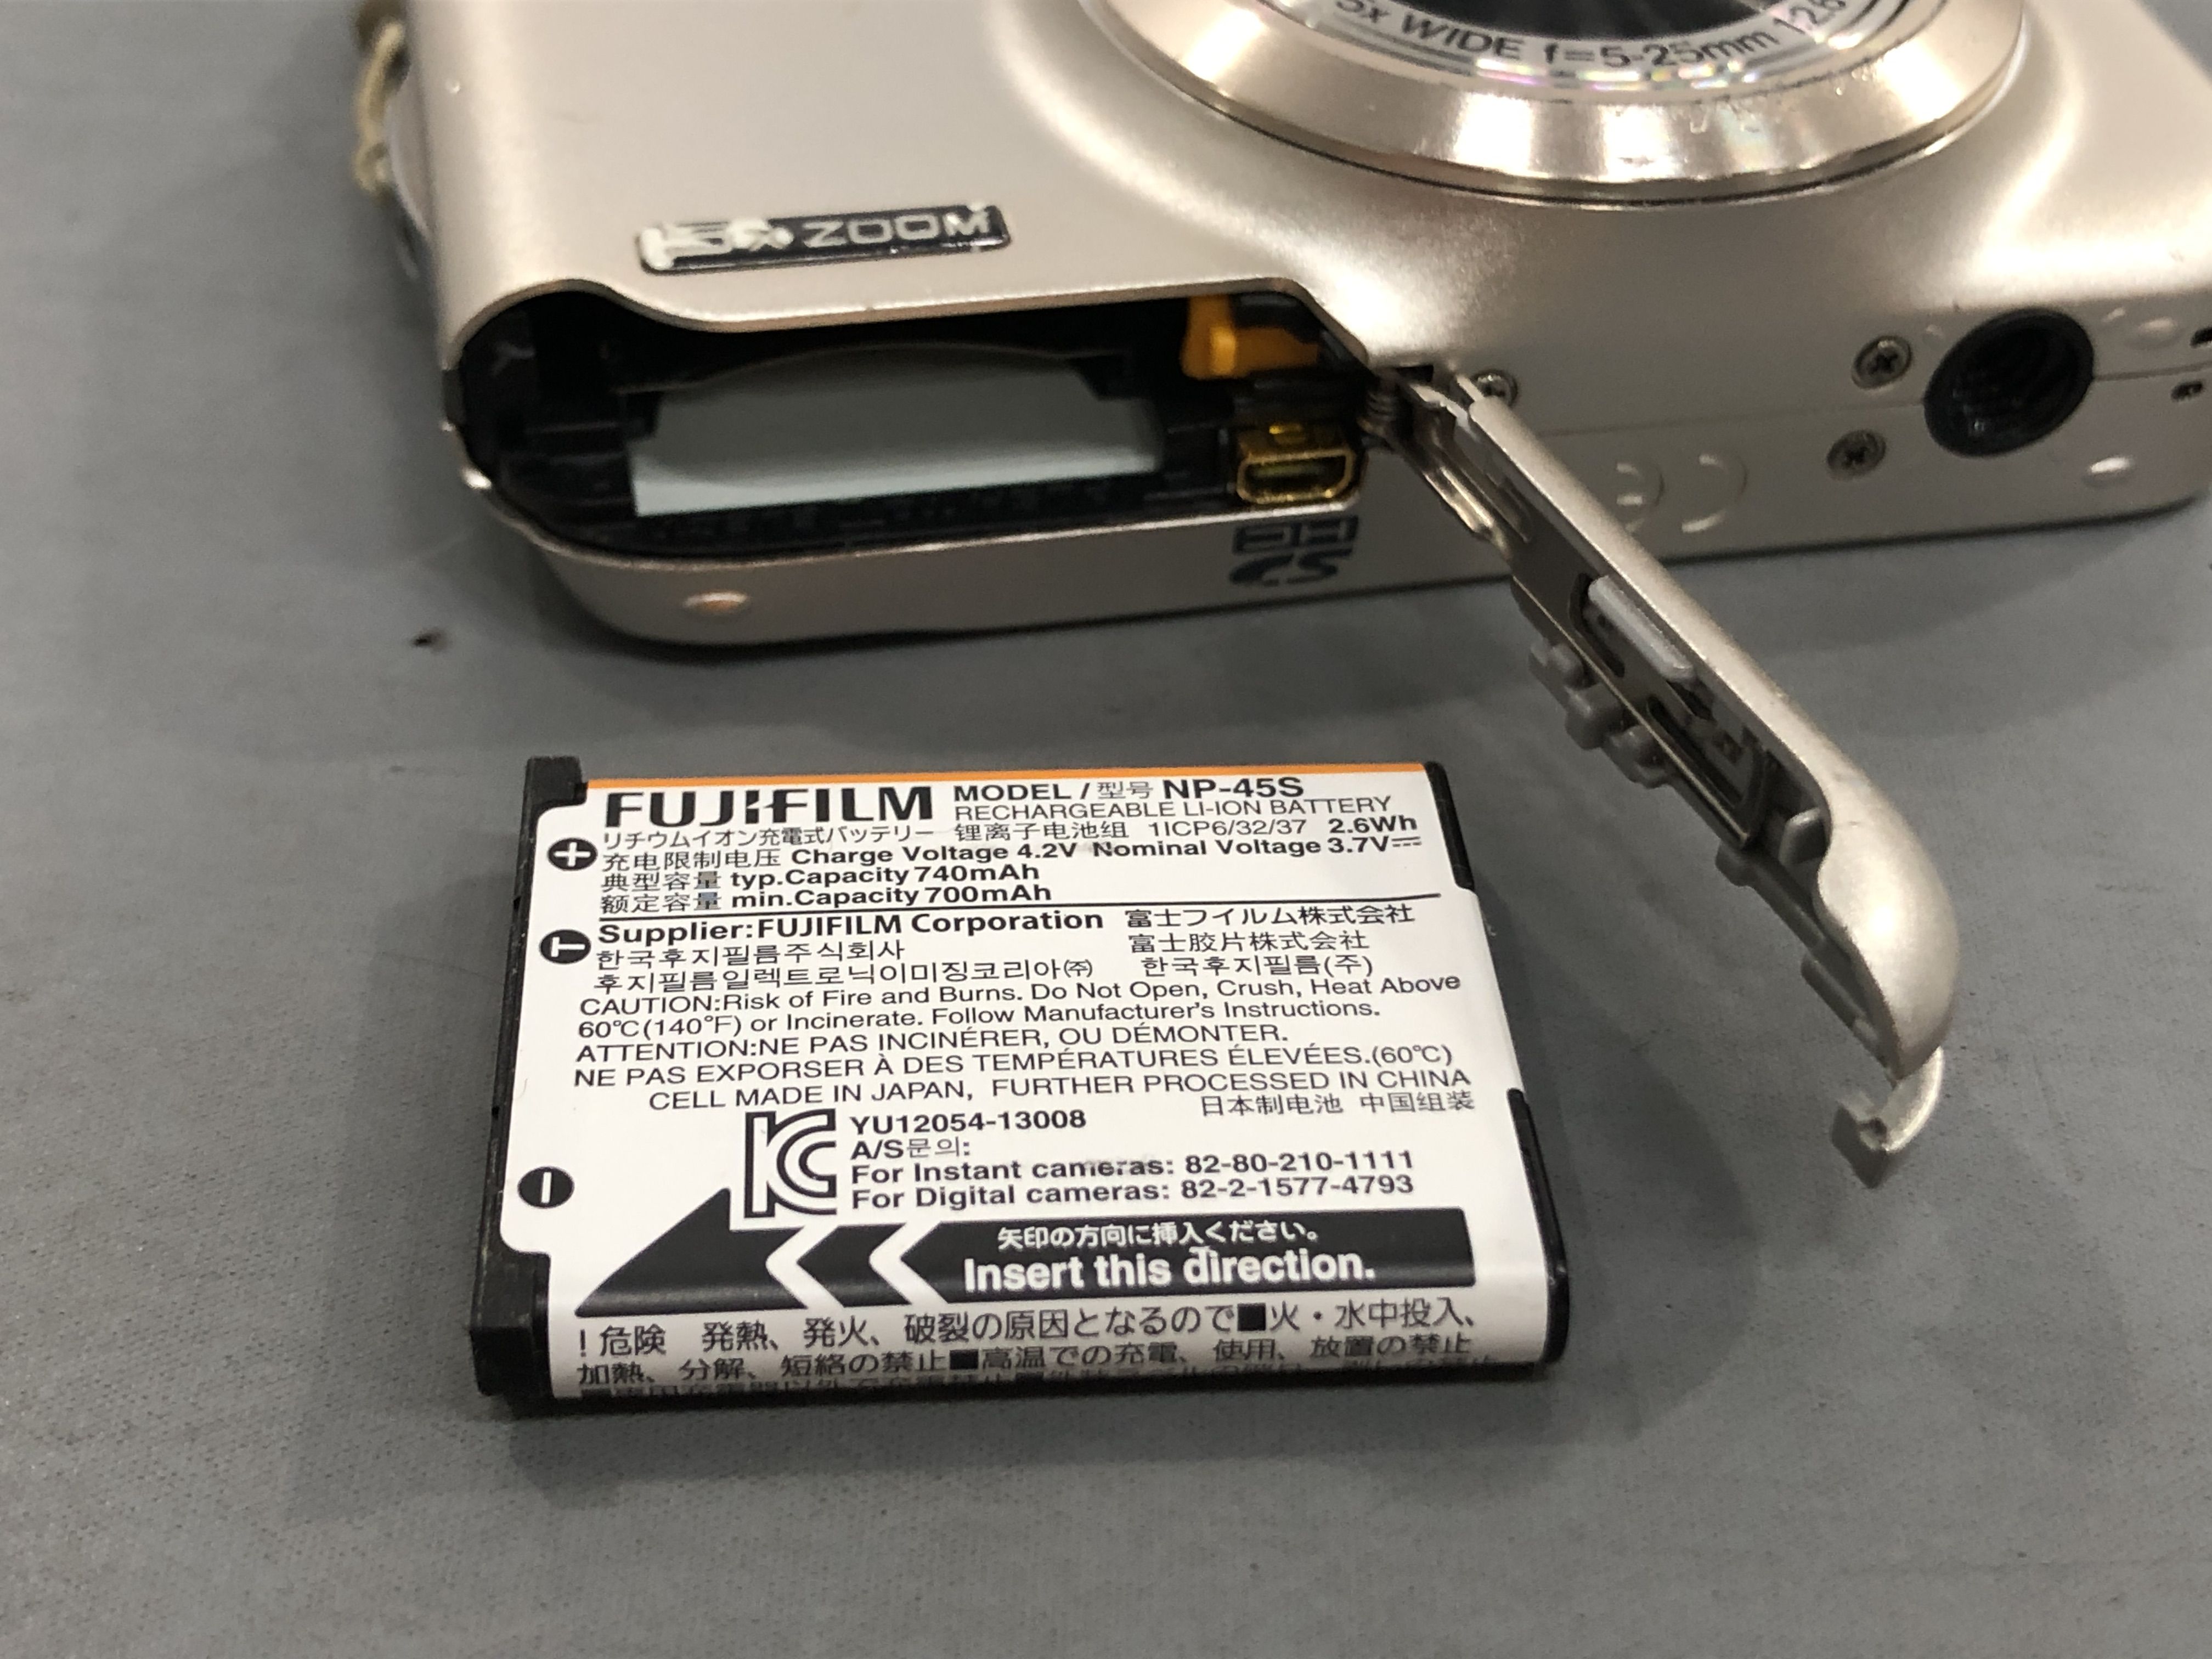 5x WIDE f=5-25mm 1:2.6
ZOOM
FUJIFILM MODEL / 型号 NP-45S
RECHARGEABLE LI-ION BATTERY
リチウムイオン充電式バッテリー 锂离子电池组 1ICP6/32/37 2.6Wh
充电限制电压 Charge Voltage 4.2V Nominal Voltage 3.7V⎓
典型容量 typ.Capacity 740mAh
额定容量 min.Capacity 700mAh
+
Supplier:FUJIFILM Corporation 富士フイルム株式会社
한국후지필름주식회사 富士胶片株式会社
후지필름일렉트로닉이미징코리아㈜ 한국후지필름(주)
T
CAUTION:Risk of Fire and Burns. Do Not Open, Crush, Heat Above
60℃(140℉) or Incinerate. Follow Manufacturer's Instructions.
ATTENTION:NE PAS INCINÉRER, OU DÉMONTER.
NE PAS EXPORSER À DES TEMPÉRATURES ÉLEVÉES.(60℃)
CELL MADE IN JAPAN, FURTHER PROCESSED IN CHINA
日本制电池 中国组装
KC YU12054-13008
A/S문의:
For Instant cameras: 82-80-210-1111
For Digital cameras: 82-2-1577-4793
−
矢印の方向に挿入ください。
Insert this direction.
！危険 発熱、発火、破裂の原因となるので■火・水中投入、
加熱、分解、短絡の禁止■高温での充電、使用、放置の禁止